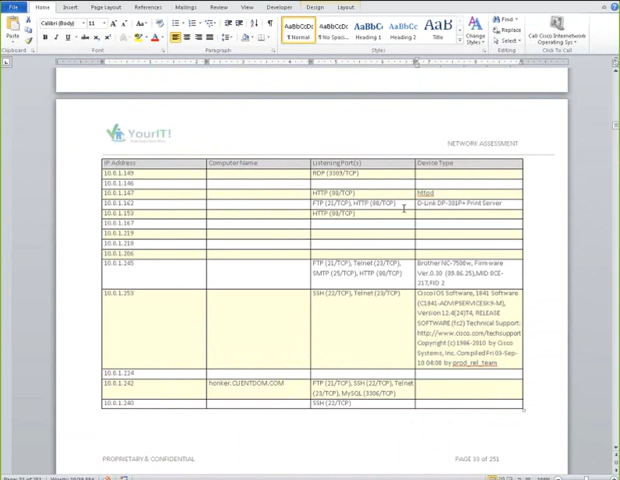 File Home Insert Page Layout References Mailings Review View Developer Design Layout
Calibri (Body) 11
Paste
Clipboard Font Paragraph Styles Editing
AaBbCcDc AaBbCcDc AaBbC AaBbCc AaB
¶ Normal ¶ No Spaci... Heading 1 Heading 2 Title
Change Styles
Find
Replace
Select
Call Cisco Internetwork Operating Sys
YourIT!
NETWORK ASSESSMENT
IP Address Computer Name Listening Port(s) Device Type
10.0.1.149 RDP (3389/TCP)
10.0.1.146
10.0.1.147 HTTP (80/TCP) httpd
10.0.1.162 FTP (21/TCP), HTTP (80/TCP) D-Link DP-301P+ Print Server
10.0.1.153 HTTP (80/TCP)
10.0.1.167
10.0.1.219
10.0.1.218
10.0.1.206
10.0.1.245 FTP (21/TCP), Telnet (23/TCP), SMTP (25/TCP), HTTP (80/TCP) Brother NC-7500w, Firmware Ver.0.30 (09.06.25),MID 8CE-217,FID 2
10.0.1.253 SSH (22/TCP), Telnet (23/TCP) Cisco IOS Software, 1841 Software
(C1841-ADVIPSERVICESK9-M),
Version 12.4(24)T4, RELEASE
SOFTWARE (fc2) Technical Support:
http://www.cisco.com/techsupport
Copyright (c) 1986-2010 by Cisco
Systems, Inc. Compiled Fri 03-Sep-
10 04:08 by prod_rel_team
10.0.1.224
10.0.1.242 honker.CLIENTDOM.COM FTP (21/TCP), SSH (22/TCP), Telnet
(23/TCP), MySQL (3306/TCP)
10.0.1.240 SSH (22/TCP)
PROPRIETARY & CONFIDENTIAL PAGE 33 of 251